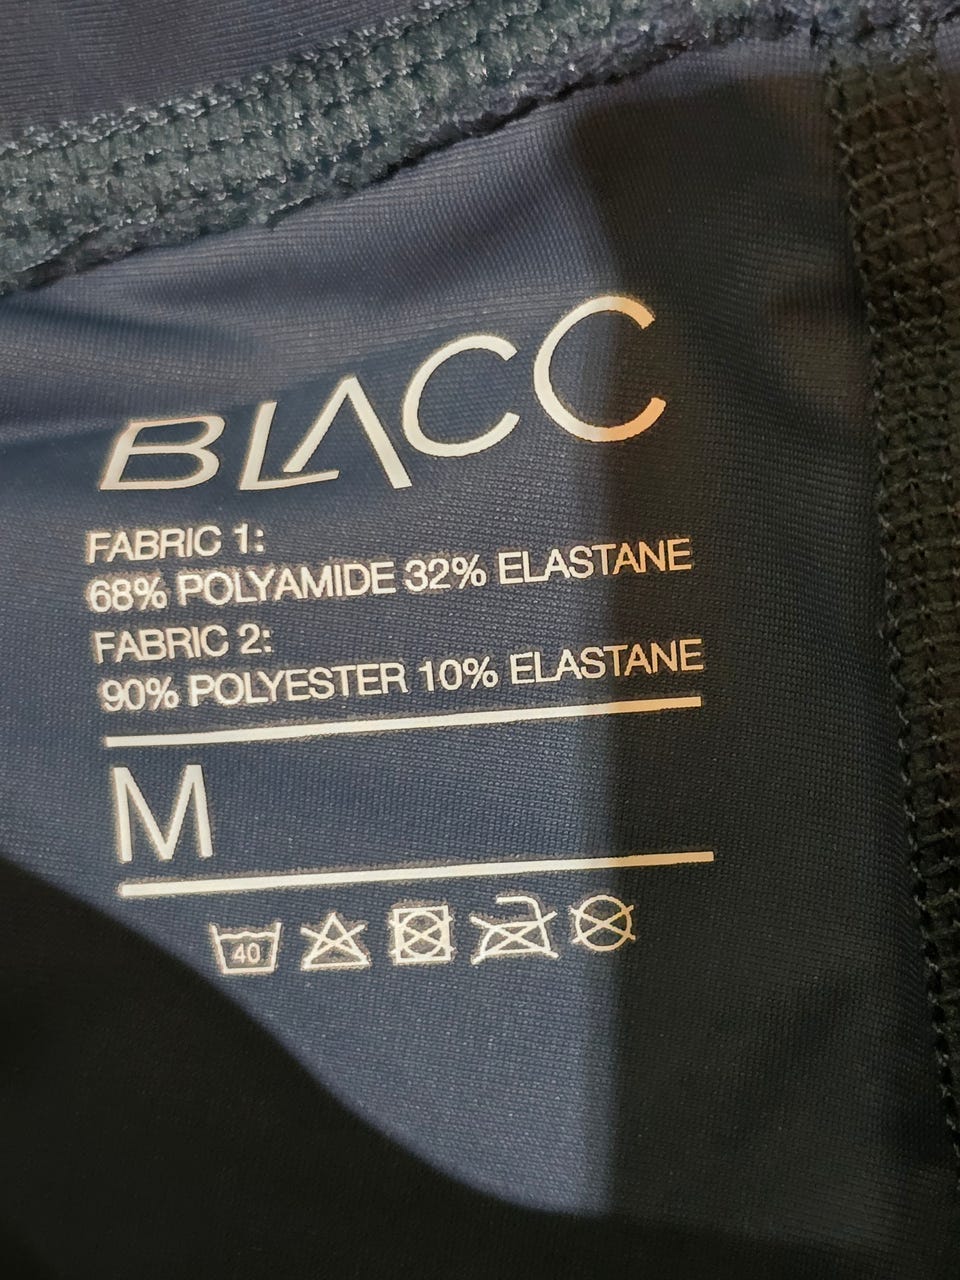 BLACC
FABRIC 1:
68% POLYAMIDE 32% ELASTANE
FABRIC 2:
90% POLYESTER 10% ELASTANE
M
40